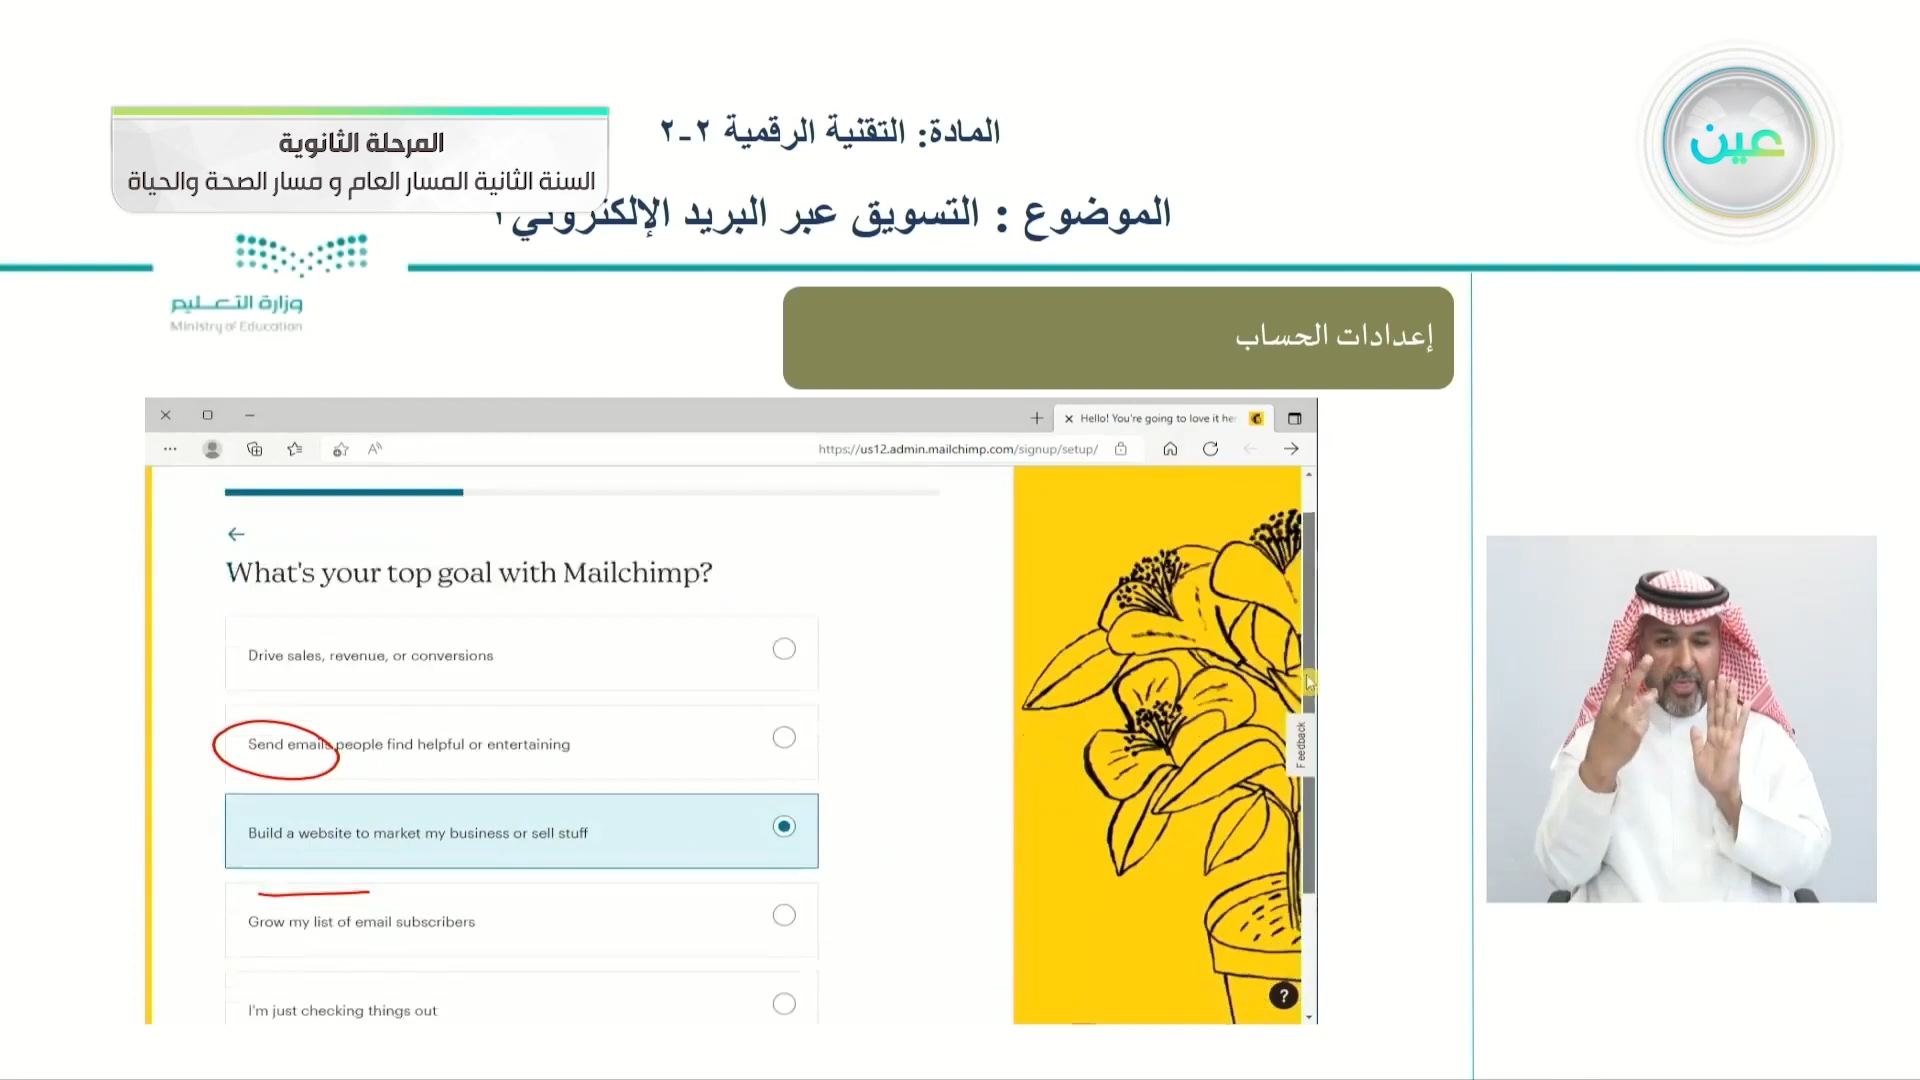 المادة: التقنية الرقمية ٢-٢
عين
المرحلة الثانوية
السنة الثانية المسار العام و مسار الصحة والحياة
الموضوع : التسويق عبر البريد الإلكتروني
وزارة التعليم
Ministry of Education
إعدادات الحساب
Hello! You're going to love it her
https://us12.admin.mailchimp.com/signup/setup/
What's your top goal with Mailchimp?
Drive sales, revenue, or conversions
Send emails people find helpful or entertaining
Build a website to market my business or sell stuff
Grow my list of email subscribers
I'm just checking things out
Feedback
?